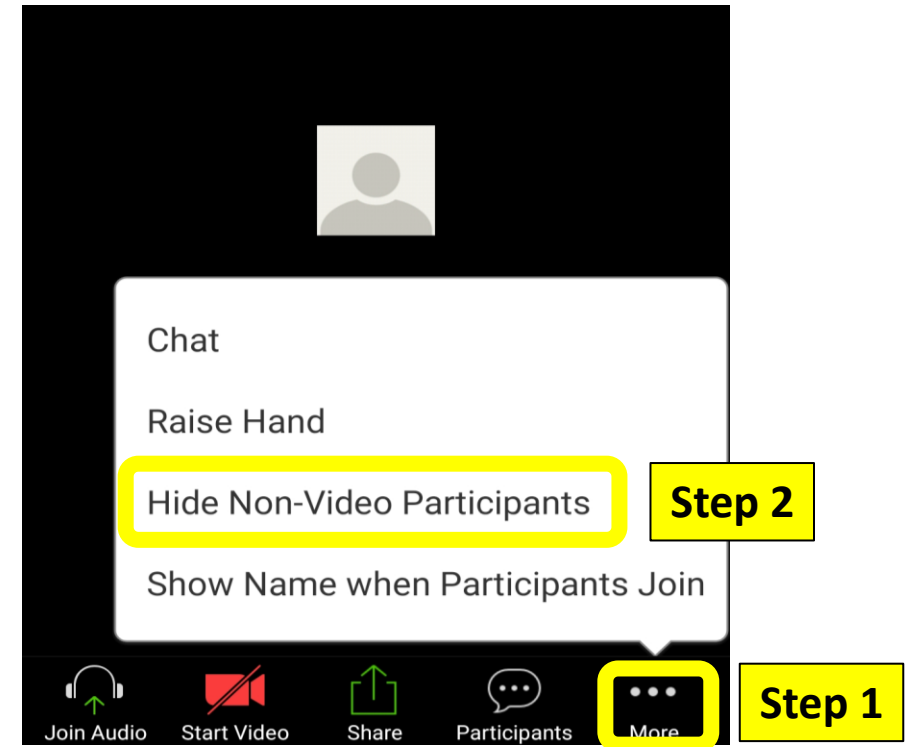 Chat
Raise Hand
Hide Non-Video Participants
Step 2
Show Name when Participants Join
Join Audio
Start Video
Share
Participants
More
Step 1